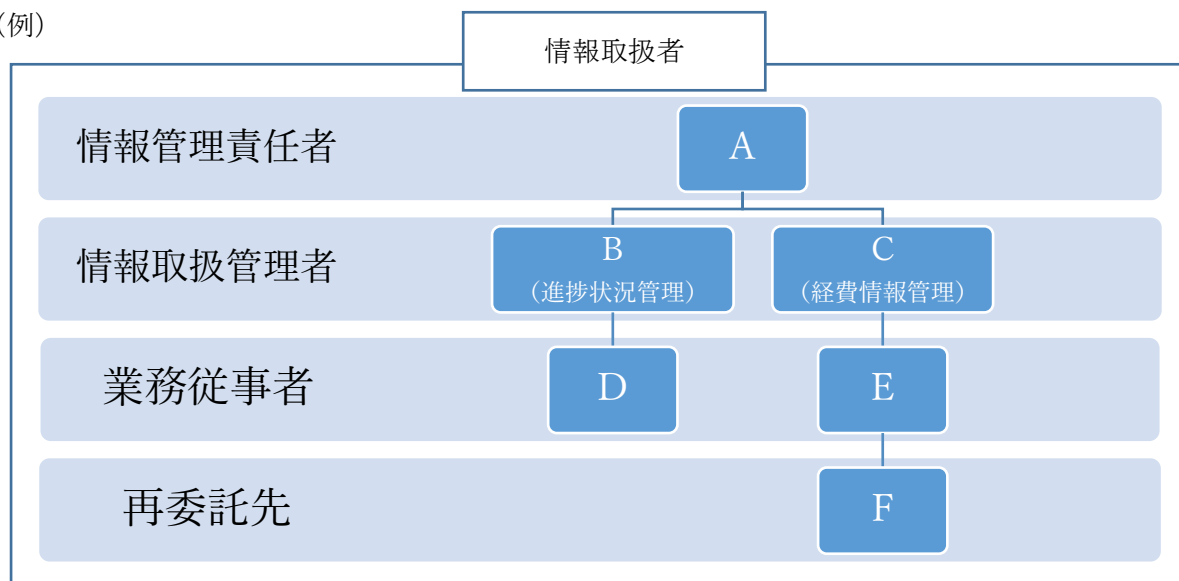 (例)
情報取扱者
情報管理責任者
A
情報取扱管理者
B
(進捗状況管理)
C
(経費情報管理)
業務従事者
D
E
再委託先
F